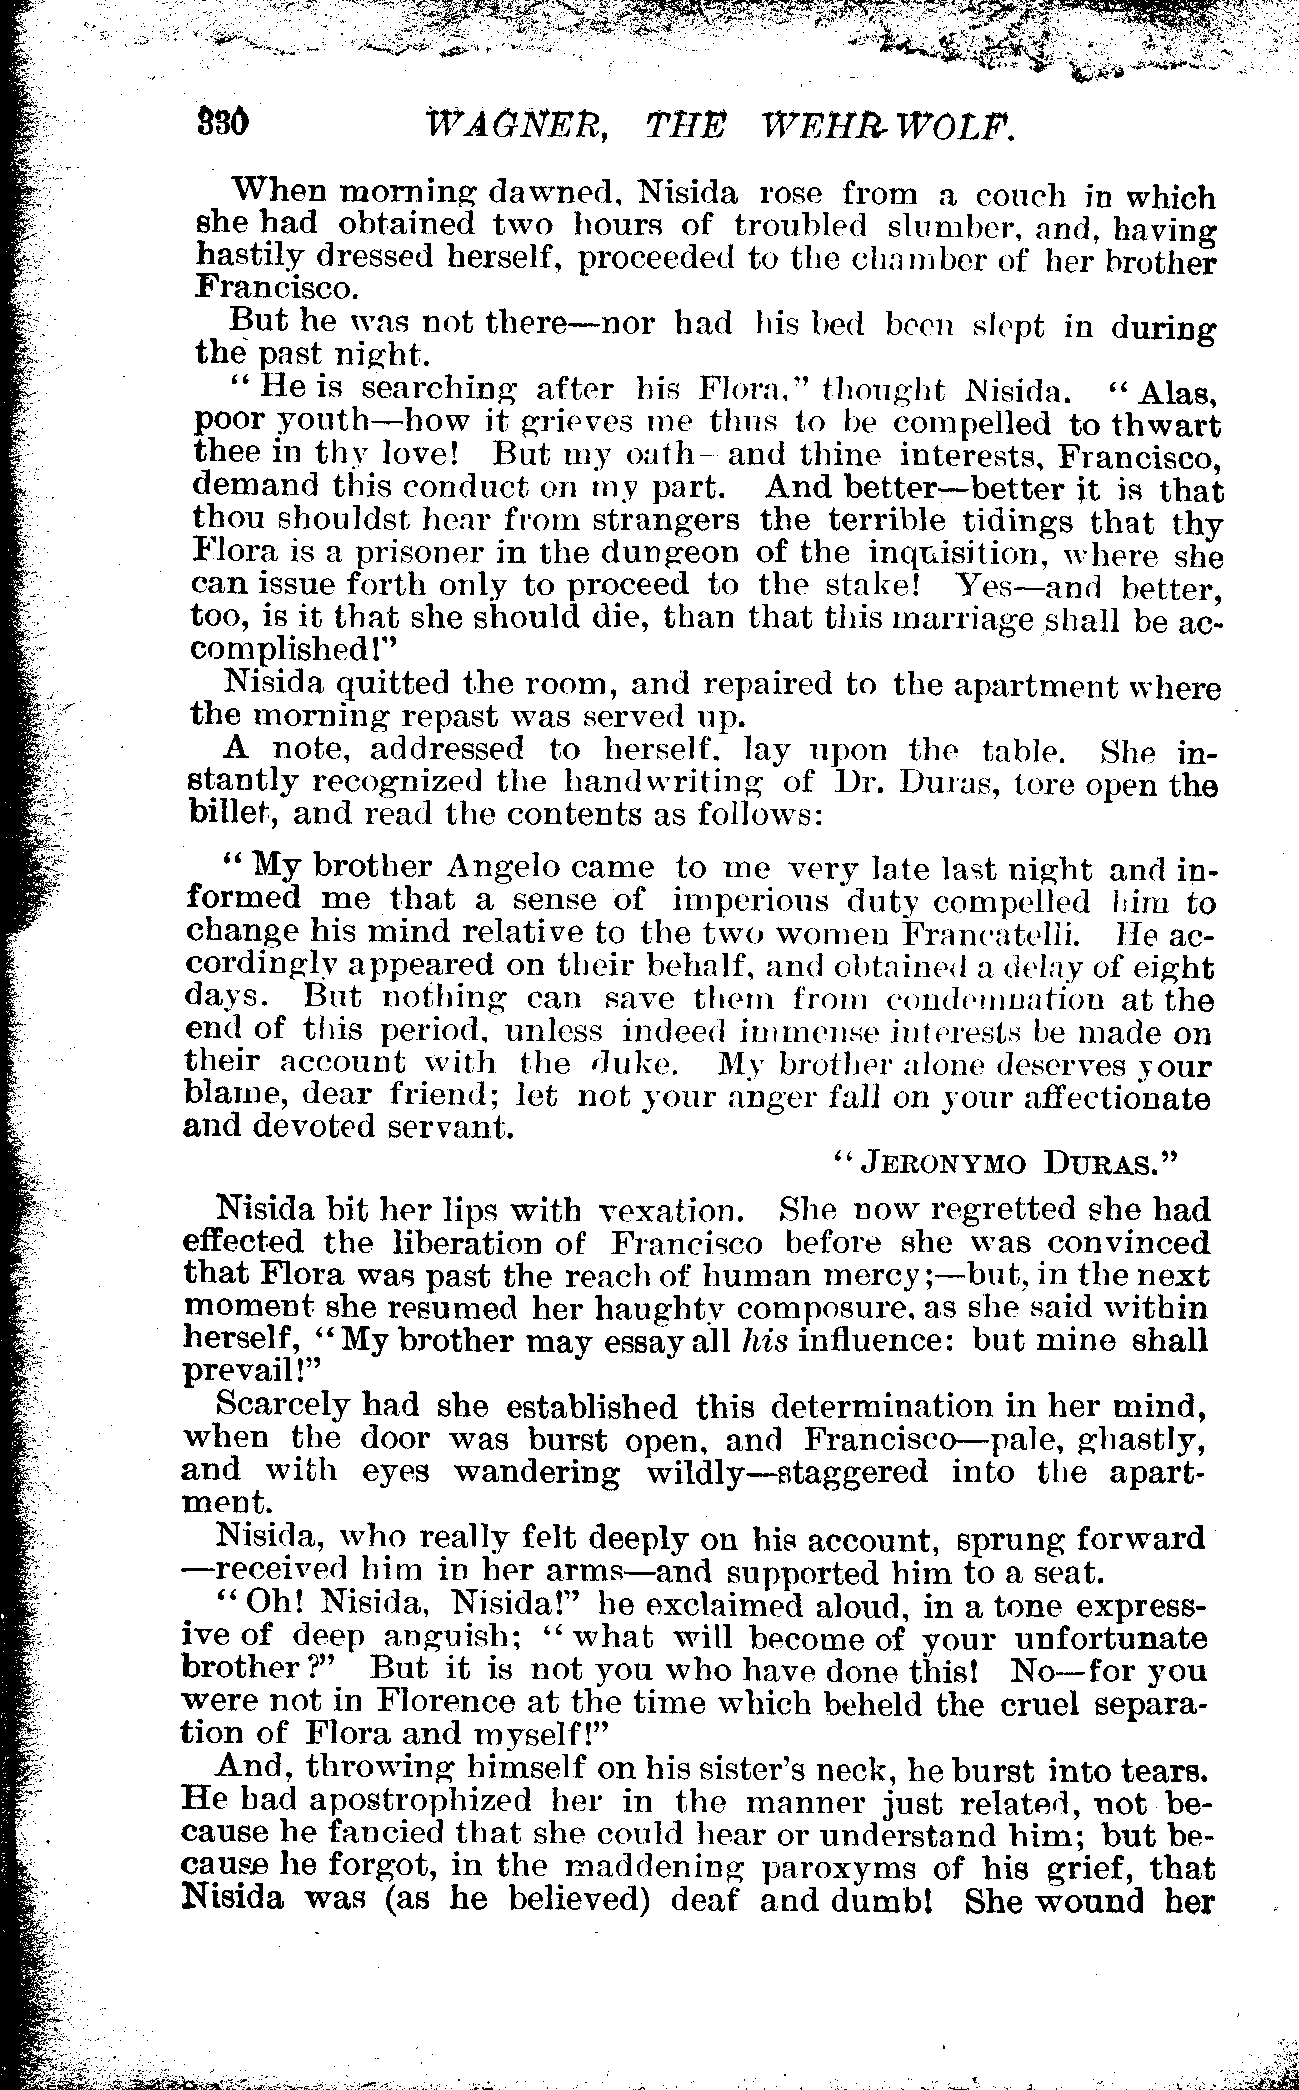 330 WAGNER, THE WEHR-WOLF.
When morning dawned, Nisida rose from a couch in which
she had obtained two hours of troubled slumber, and, having
hastily dressed herself, proceeded to the chamber of her brother
Francisco.
But he was not there—nor had his bed been slept in during
the past night.
“ He is searching after his Flora,” thought Nisida. “ Alas,
poor youth—how it grieves me thus to be compelled to thwart
thee in thy love! But my oath- and thine interests, Francisco,
demand this conduct on my part. And better—better it is that
thou shouldst hear from strangers the terrible tidings that thy
Flora is a prisoner in the dungeon of the inquisition, where she
can issue forth only to proceed to the stake! Yes—and better,
too, is it that she should die, than that this marriage shall be ac-
complished!”
Nisida quitted the room, and repaired to the apartment where
the morning repast was served up.
A note, addressed to herself, lay upon the table. She in-
stantly recognized the handwriting of Dr. Duras, tore open the
billet, and read the contents as follows:
“ My brother Angelo came to me very late last night and in-
formed me that a sense of imperious duty compelled him to
change his mind relative to the two women Francatelli. He ac-
cordingly appeared on their behalf, and obtained a delay of eight
days. But nothing can save them from condemnation at the
end of this period, unless indeed immense interests be made on
their account with the duke. My brother alone deserves your
blame, dear friend; let not your anger fall on your affectionate
and devoted servant.
“ JERONYMO DURAS.”
Nisida bit her lips with vexation. She now regretted she had
effected the liberation of Francisco before she was convinced
that Flora was past the reach of human mercy;—but, in the next
moment she resumed her haughty composure, as she said within
herself, “ My brother may essay all his influence: but mine shall
prevail!”
Scarcely had she established this determination in her mind,
when the door was burst open, and Francisco—pale, ghastly,
and with eyes wandering wildly—staggered into the apart-
ment.
Nisida, who really felt deeply on his account, sprung forward
—received him in her arms—and supported him to a seat.
“ Oh! Nisida, Nisida!” he exclaimed aloud, in a tone express-
ive of deep anguish; “ what will become of your unfortunate
brother?” But it is not you who have done this! No—for you
were not in Florence at the time which beheld the cruel separa-
tion of Flora and myself!”
And, throwing himself on his sister's neck, he burst into tears.
He had apostrophized her in the manner just related, not be-
cause he fancied that she could hear or understand him; but be-
cause he forgot, in the maddening paroxyms of his grief, that
Nisida was (as he believed) deaf and dumb! She wound her